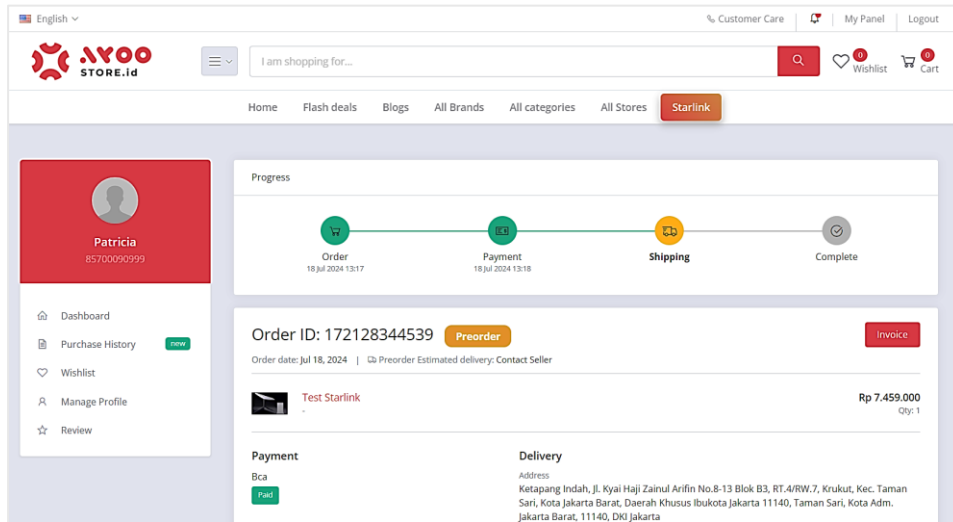 English
Customer Care
My Panel
Logout
AYOO
STORE.id
I am shopping for...
0
Wishlist
0
Cart
Home
Flash deals
Blogs
All Brands
All categories
All Stores
Starlink
Patricia
85700090999
Dashboard
Purchase History
new
Wishlist
Manage Profile
Review
Progress
Order
18 Jul 2024 13:17
Payment
18 Jul 2024 13:18
Shipping
Complete
Order ID: 172128344539
Preorder
Invoice
Order date: Jul 18, 2024 | Preorder Estimated delivery: Contact Seller
Test Starlink
-
Rp 7.459.000
Qty: 1
Payment
Bca
Paid
Delivery
Address
Ketapang Indah, Jl. Kyai Haji Zainul Arifin No.8-13 Blok B3, RT.4/RW.7, Krukut, Kec. Taman
Sari, Kota Jakarta Barat, Daerah Khusus Ibukota Jakarta 11140, Taman Sari, Kota Adm.
Jakarta Barat, 11140, DKI Jakarta